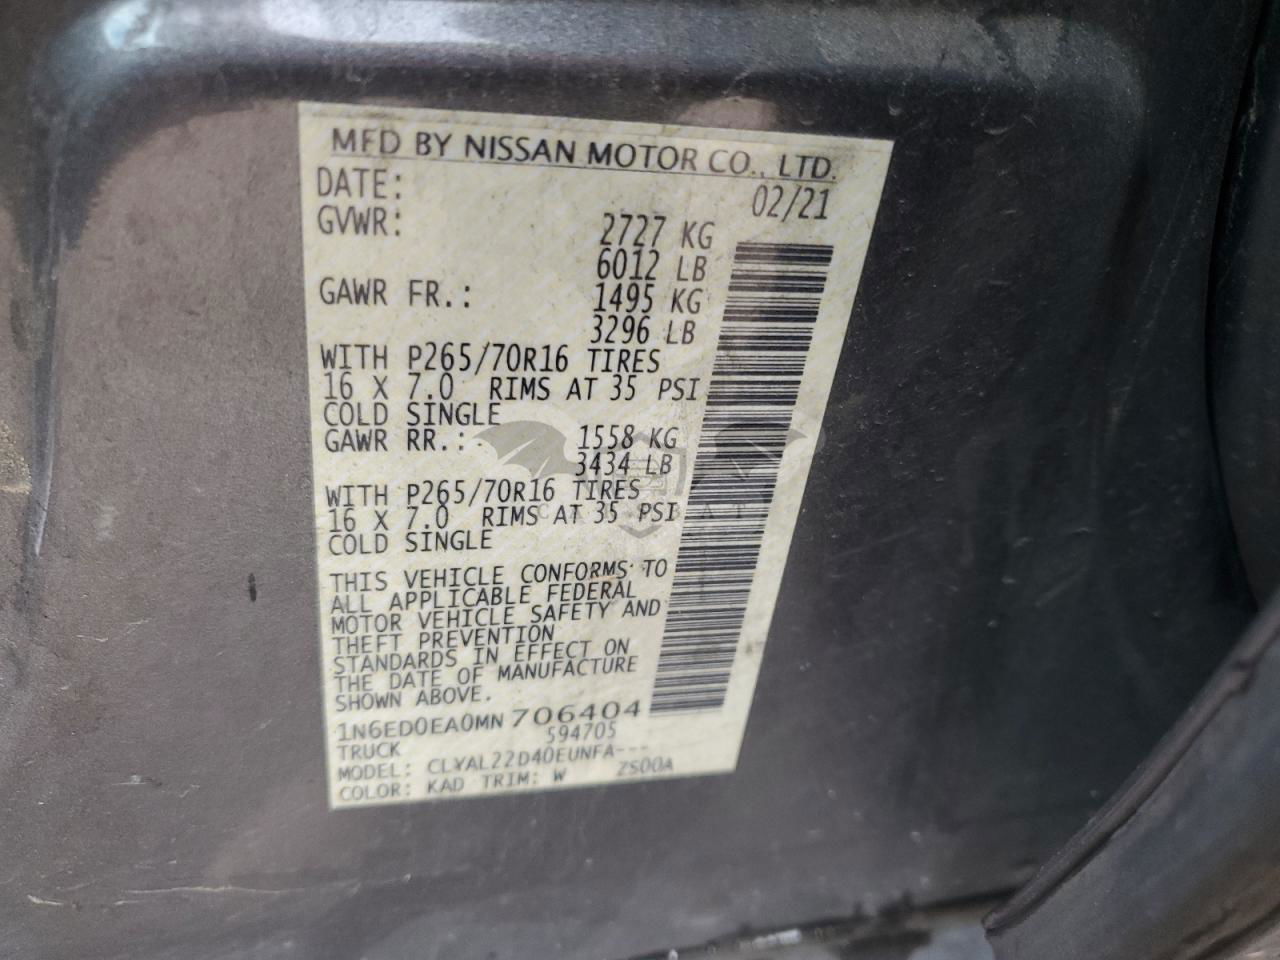 MFD BY NISSAN MOTOR CO., LTD.
DATE: 02/21
GVWR: 2727 KG
6012 LB
GAWR FR.: 1495 KG
3296 LB
WITH P265/70R16 TIRES
16 X 7.0 RIMS AT 35 PSI
COLD SINGLE
GAWR RR.: 1558 KG
3434 LB
WITH P265/70R16 TIRES
16 X 7.0 RIMS AT 35 PSI
COLD SINGLE
THIS VEHICLE CONFORMS TO
ALL APPLICABLE FEDERAL
MOTOR VEHICLE SAFETY AND
THEFT PREVENTION
STANDARDS IN EFFECT ON
THE DATE OF MANUFACTURE
SHOWN ABOVE.
1N6ED0EA0MN 706404
TRUCK 594705
MODEL: CLYAL22D40EUNFA---
COLOR: KAD TRIM: W ZS00A